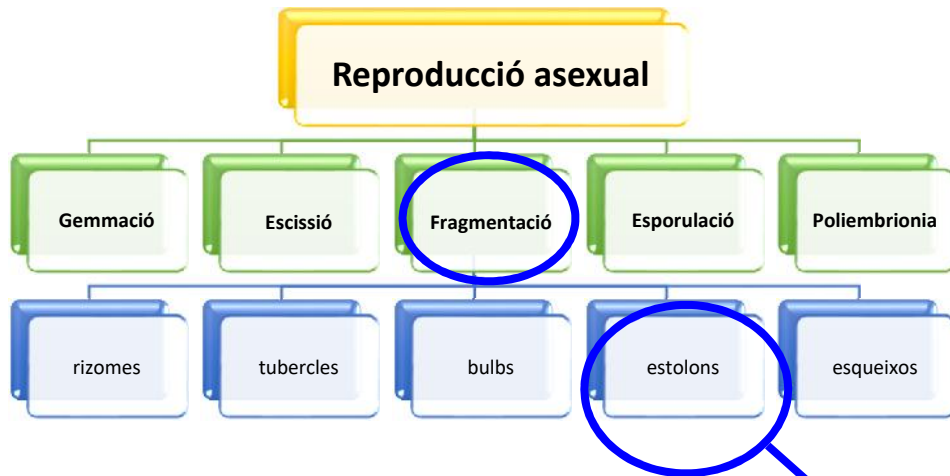 Reproducció asexual
Gemmació
Escissió
Fragmentació
Esporulació
Poliembrionia
rizomes
tubercles
bulbs
estolons
esqueixos